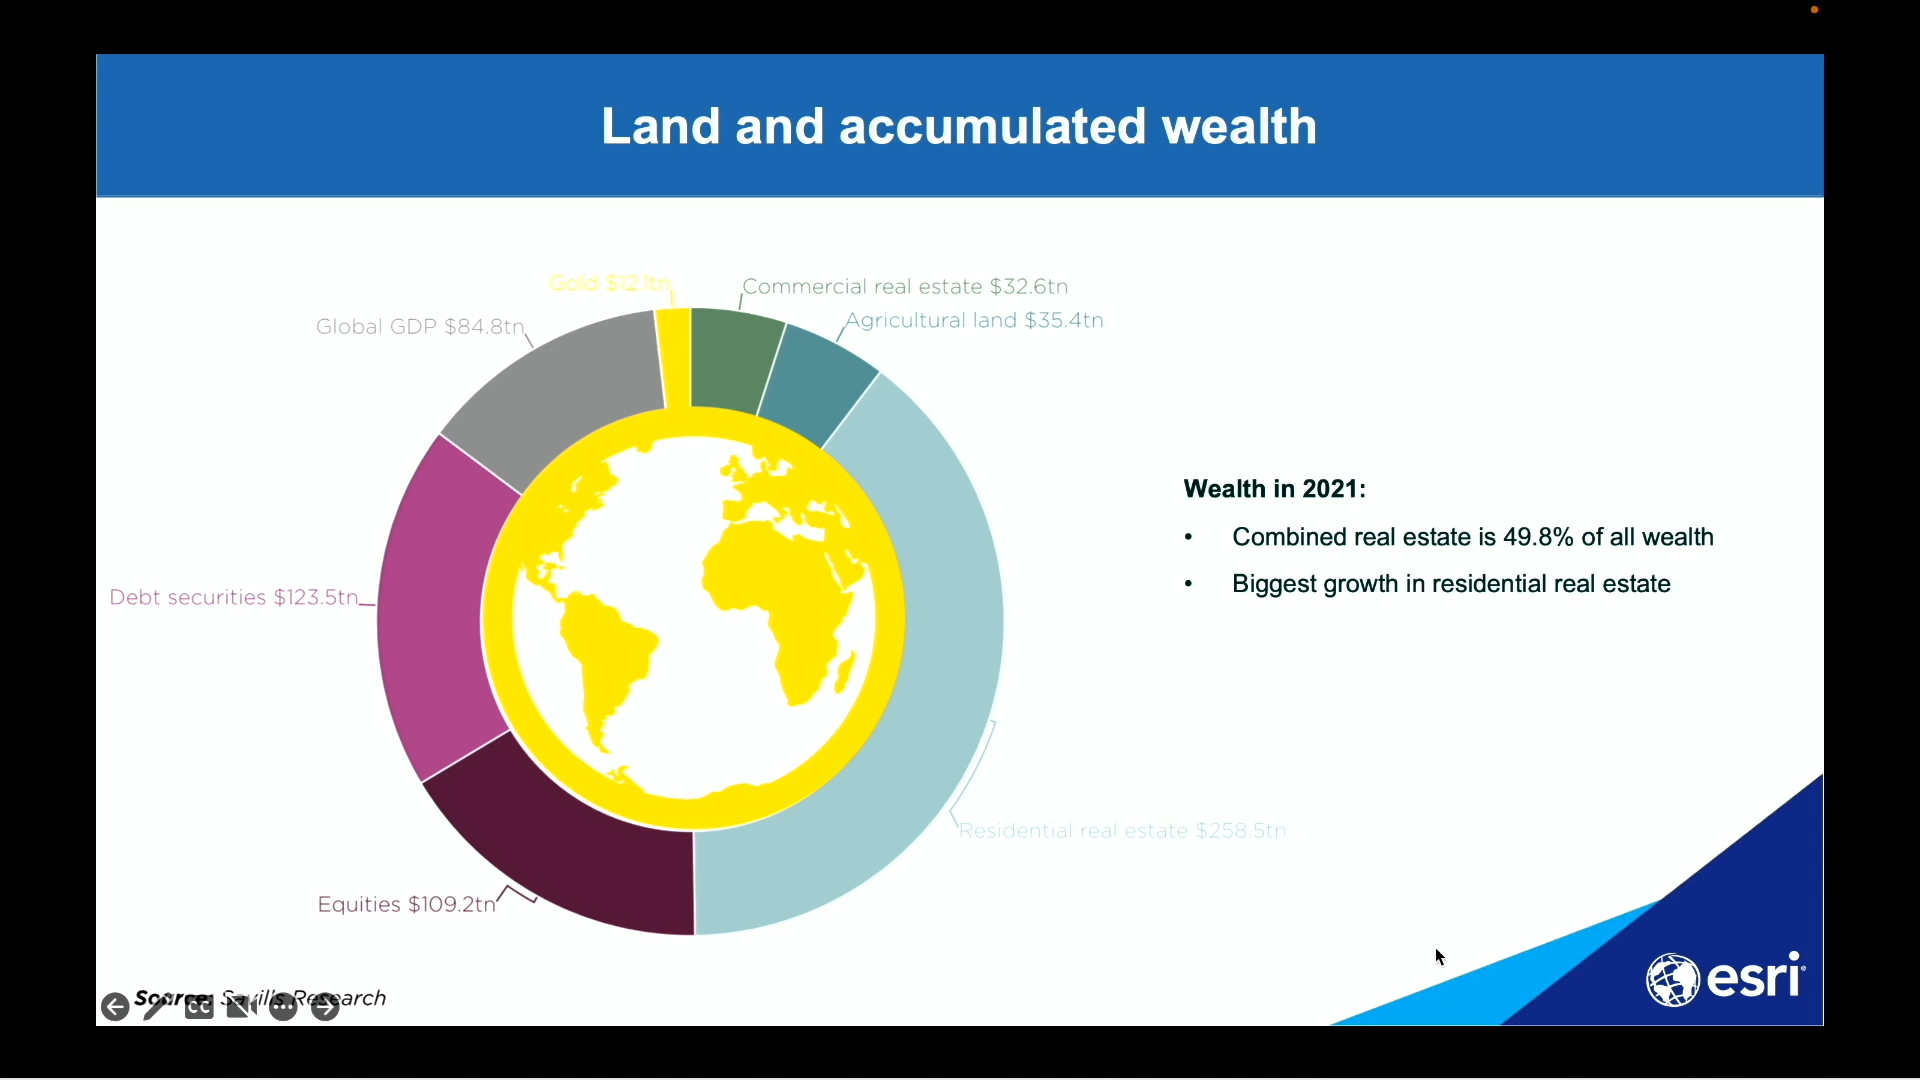 Land and accumulated wealth
Gold $12.1tn
Commercial real estate $32.6tn
Agricultural land $35.4tn
Global GDP $84.8tn
Wealth in 2021:
• Combined real estate is 49.8% of all wealth
• Biggest growth in residential real estate
Debt securities $123.5tn
Residential real estate $258.5tn
Equities $109.2tn
Source: Savills Research
CC
esri